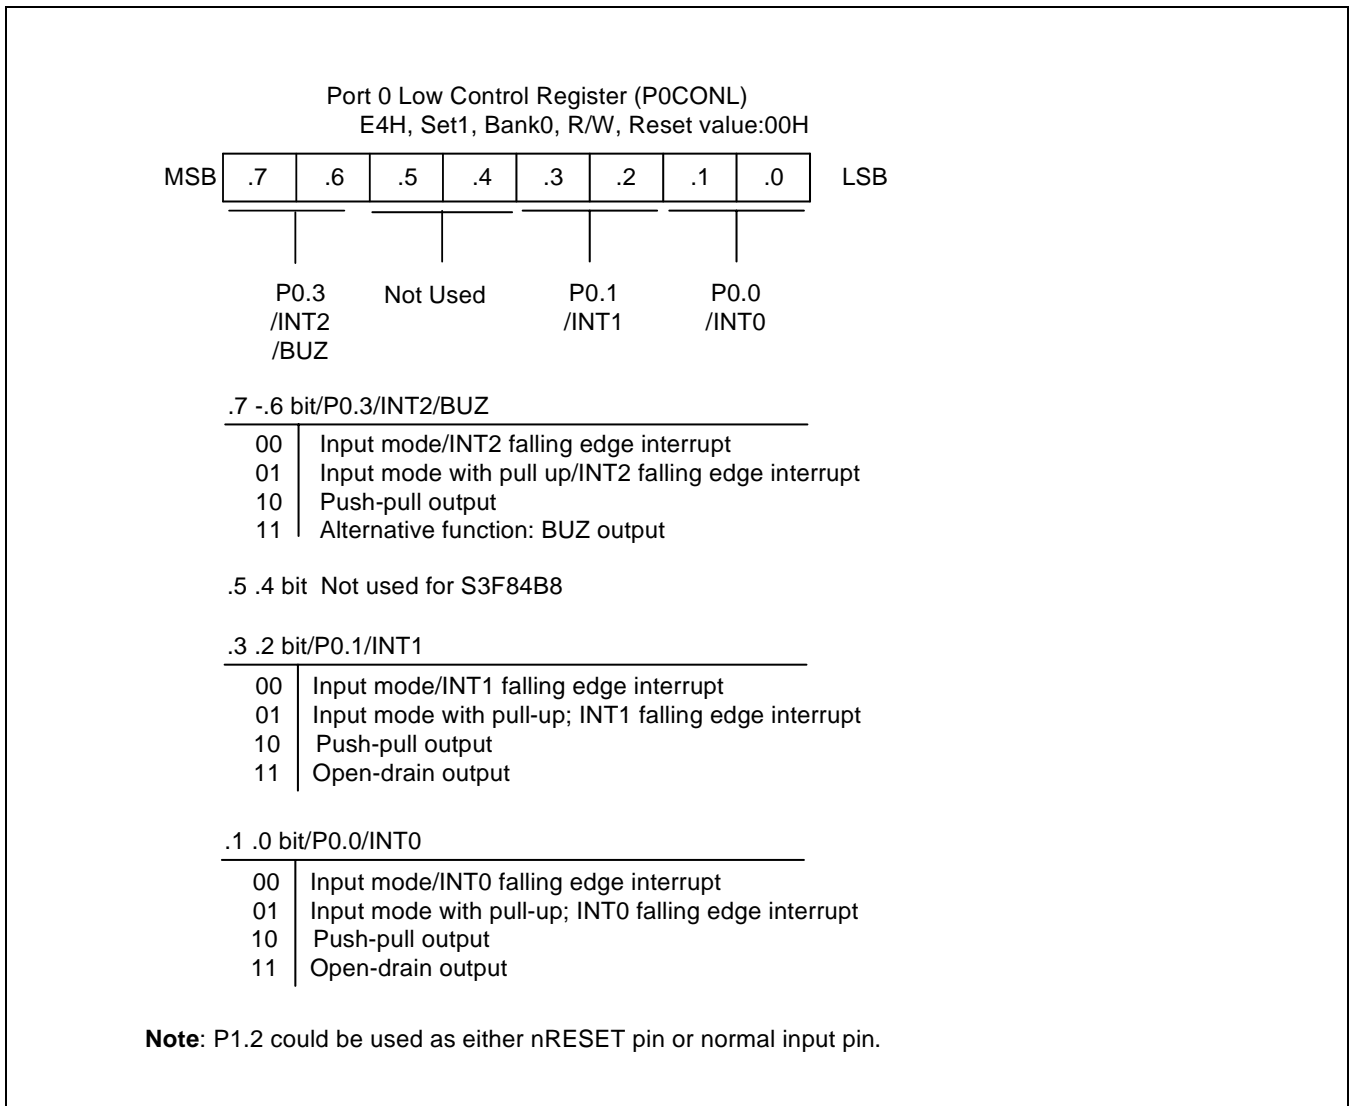 Port 0 Low Control Register (P0CONL)
E4H, Set1, Bank0, R/W, Reset value:00H
MSB .7 .6 .5 .4 .3 .2 .1 .0 LSB
P0.3 Not Used P0.1 P0.0
/INT2 /INT1 /INT0
/BUZ
.7 -.6 bit/P0.3/INT2/BUZ
00 Input mode/INT2 falling edge interrupt
01 Input mode with pull up/INT2 falling edge interrupt
10 Push-pull output
11 Alternative function: BUZ output
.5 .4 bit Not used for S3F84B8
.3 .2 bit/P0.1/INT1
00 Input mode/INT1 falling edge interrupt
01 Input mode with pull-up; INT1 falling edge interrupt
10 Push-pull output
11 Open-drain output
.1 .0 bit/P0.0/INT0
00 Input mode/INT0 falling edge interrupt
01 Input mode with pull-up; INT0 falling edge interrupt
10 Push-pull output
11 Open-drain output
Note: P1.2 could be used as either nRESET pin or normal input pin.